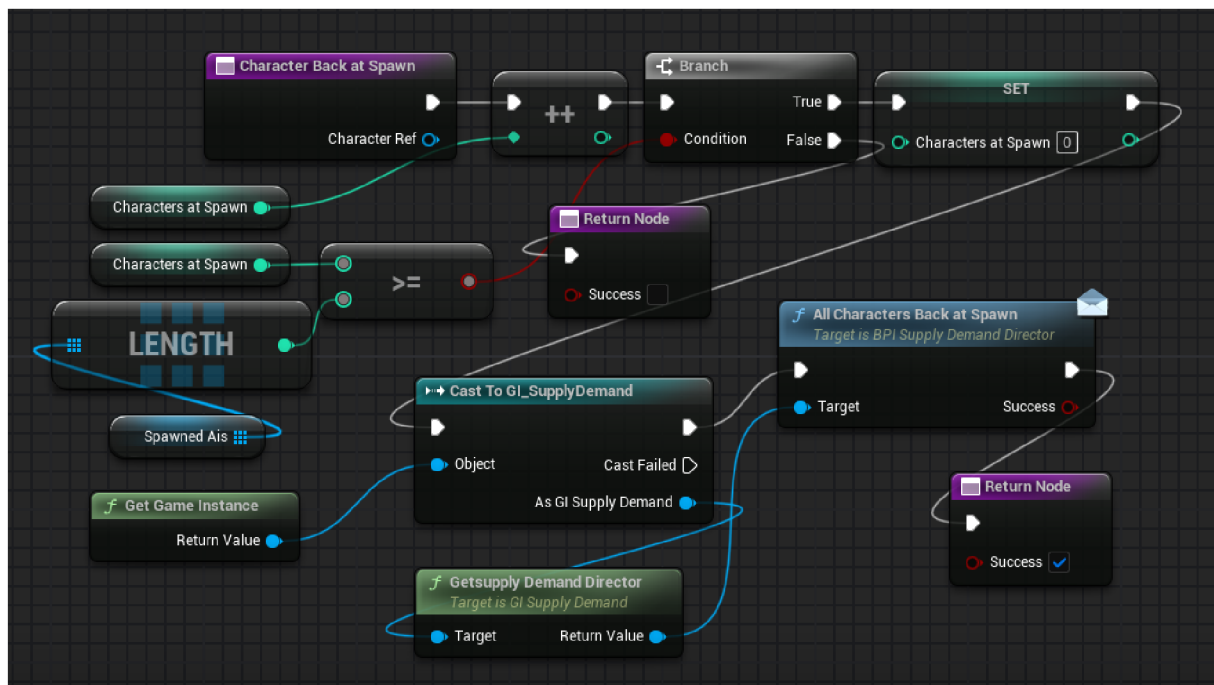 Character Back at Spawn
Character Ref
++
Branch
True
Condition
False
SET
Characters at Spawn 0
Characters at Spawn
Characters at Spawn
>=
LENGTH
Spawned Ais
Return Node
Success
All Characters Back at Spawn
Target is BPI Supply Demand Director
Target
Success
Cast To GI_SupplyDemand
Object
Cast Failed
As GI Supply Demand
Get Game Instance
Return Value
Getsupply Demand Director
Target is GI Supply Demand
Target
Return Value
Return Node
Success